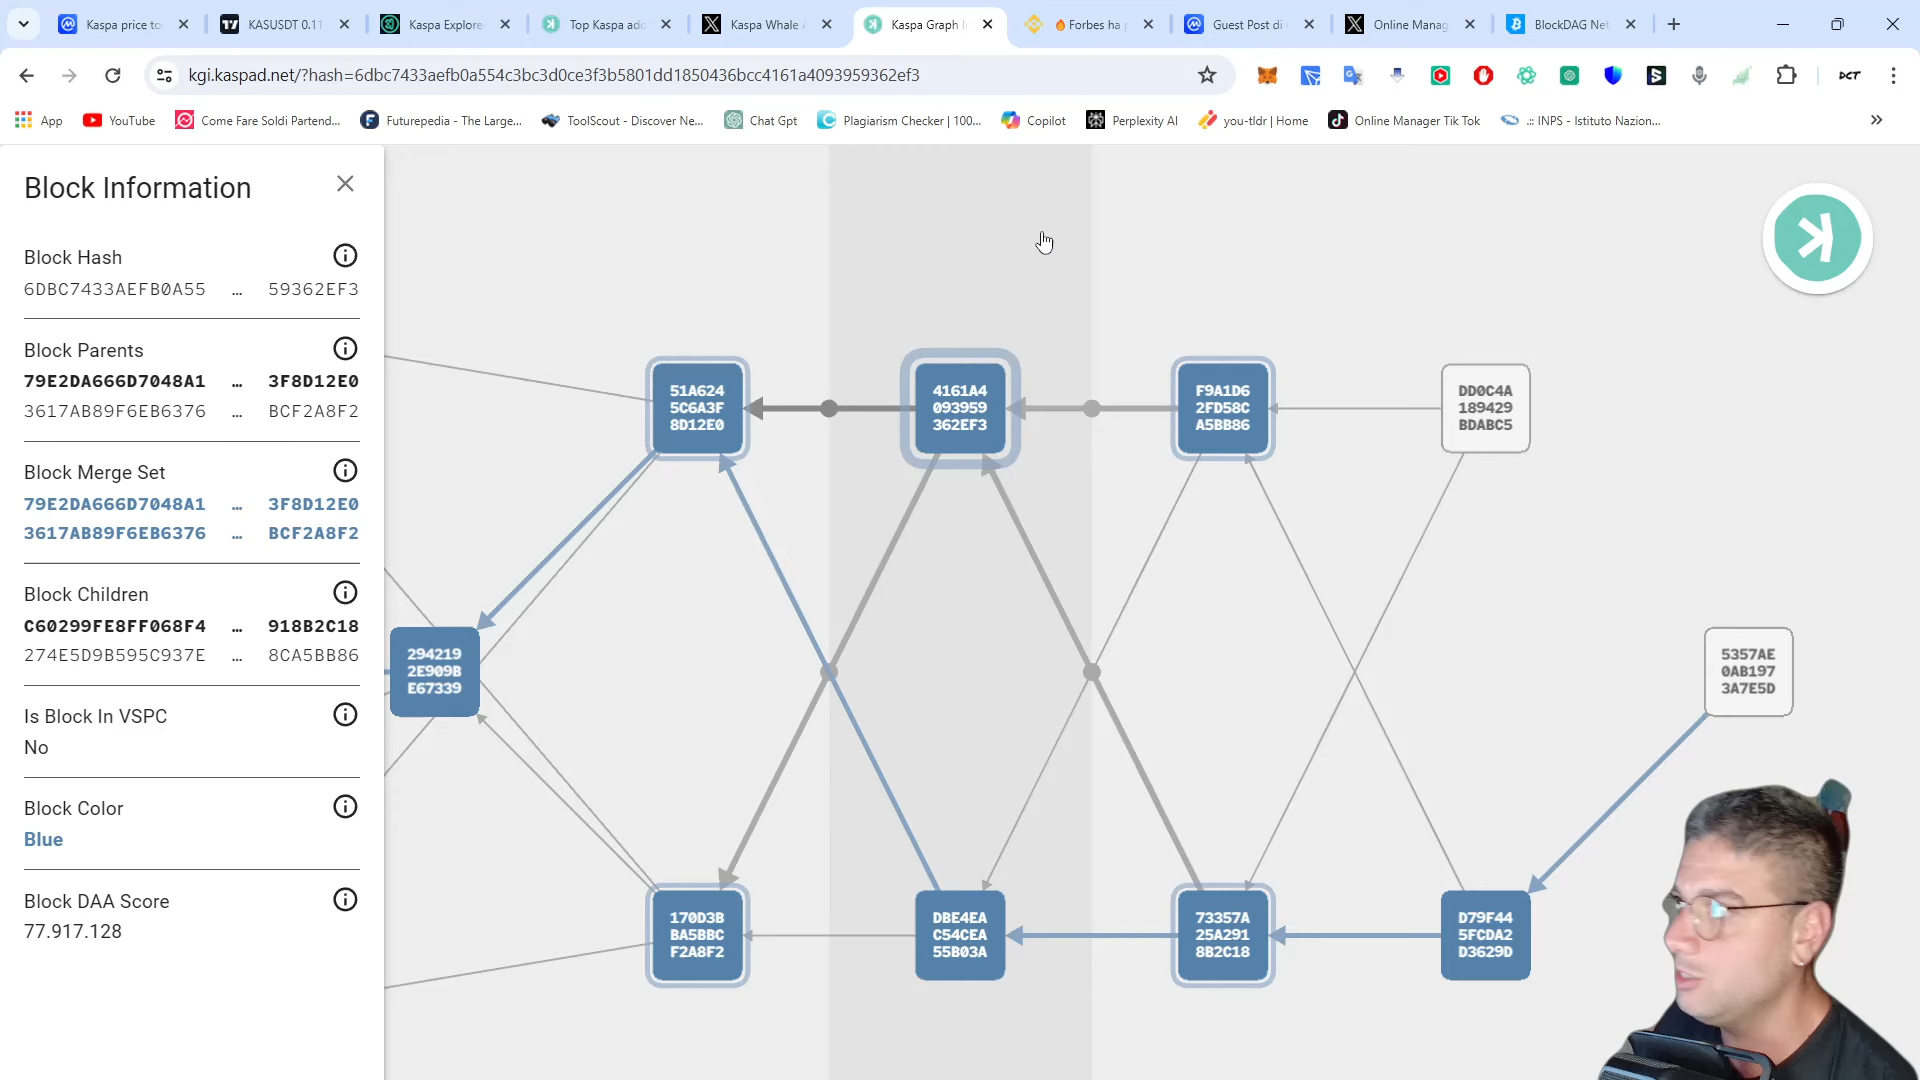 Kaspa price to
KASUSDT 0.11
Kaspa Explore
Top Kaspa add
Kaspa Whale A
Kaspa Graph I
Forbes ha p
Guest Post di
Online Manag
BlockDAG Net
kgi.kaspad.net/?hash=6dbc7433aefb0a554c3bc3d0ce3f3b5801dd1850436bcc4161a4093959362ef3
DCT
App
YouTube
Come Fare Soldi Partend...
Futurepedia - The Large...
ToolScout - Discover Ne...
Chat Gpt
Plagiarism Checker | 100...
Copilot
Perplexity AI
you-tldr | Home
Online Manager Tik Tok
.:: INPS - Istituto Nazion...
Block Information
Block Hash
6DBC7433AEFB0A55 … 59362EF3
Block Parents
79E2DA666D7048A1 … 3F8D12E0
3617AB89F6EB6376 … BCF2A8F2
Block Merge Set
79E2DA666D7048A1 … 3F8D12E0
3617AB89F6EB6376 … BCF2A8F2
Block Children
C60299FE8FF068F4 … 918B2C18
274E5D9B595C937E … 8CA5BB86
Is Block In VSPC
No
Block Color
Blue
Block DAA Score
77.917.128
51A624
5C6A3F
8D12E0
4161A4
093959
362EF3
F9A1D6
2FD58C
A5BB86
DD0C4A
189429
BDABC5
294219
2E909B
E67339
5357AE
0AB197
3A7E5D
170D3B
BA5BBC
F2A8F2
DBE4EA
C54CEA
55B03A
73357A
25A291
8B2C18
D79F44
5FCDA2
D3629D